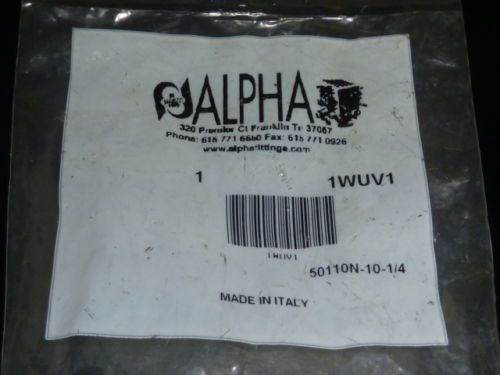 ALPHA
320 Premier Ct Franklin Tn 37067
Phone: 615 771 6650 Fax: 615 771 0926
www.alphafittings.com
1 1WUV1
1WUV1
50110N-10-1/4
MADE IN ITALY